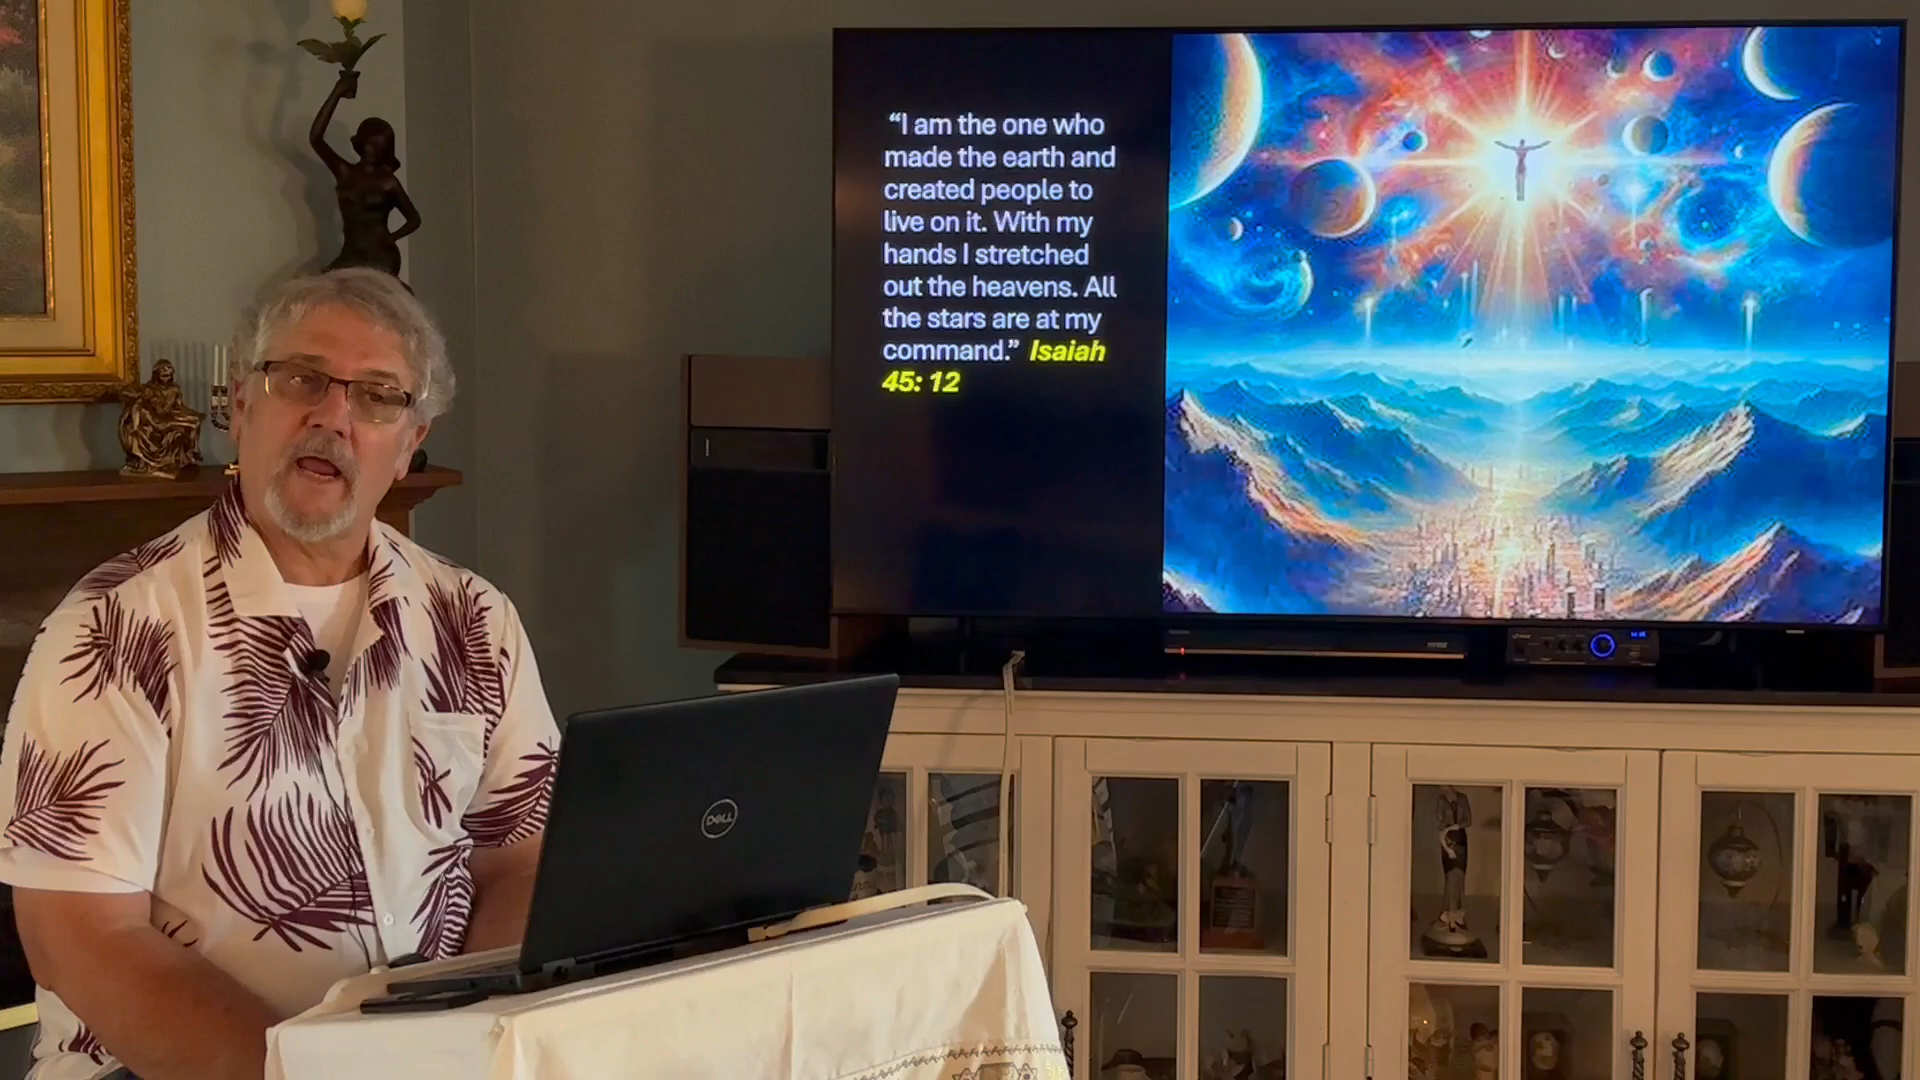 “I am the one who
made the earth and
created people to
live on it. With my
hands I stretched
out the heavens. All
the stars are at my
command.” Isaiah
45: 12
DELL